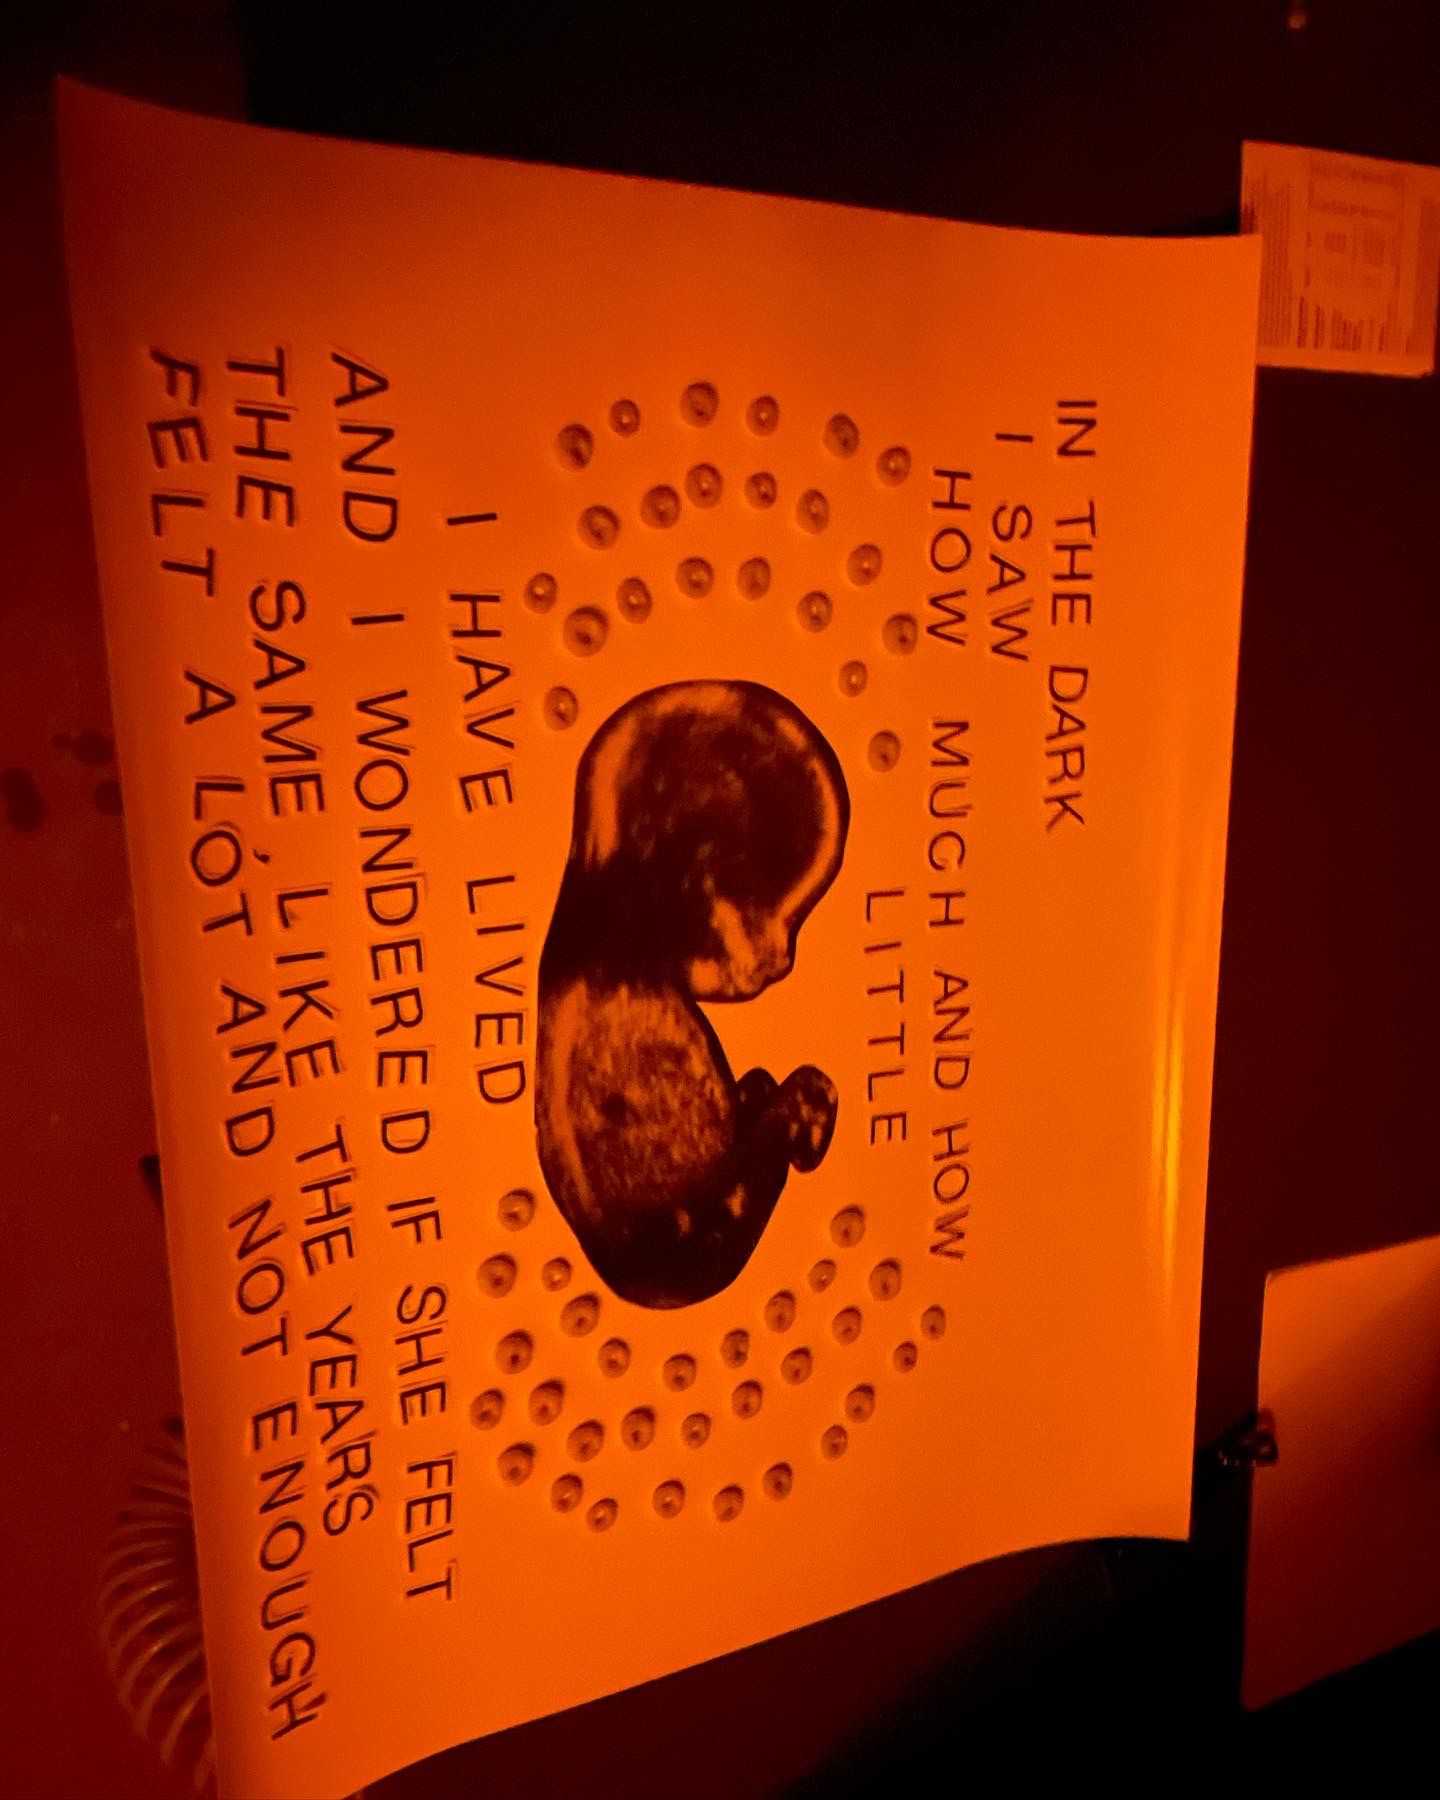 IN THE DARK
I SAW
HOW MUCH AND HOW
LITTLE
I HAVE LIVED
AND I WONDERED IF SHE FELT
THE SAME, LIKE THE YEARS
FELT A LOT AND NOT ENOUGH